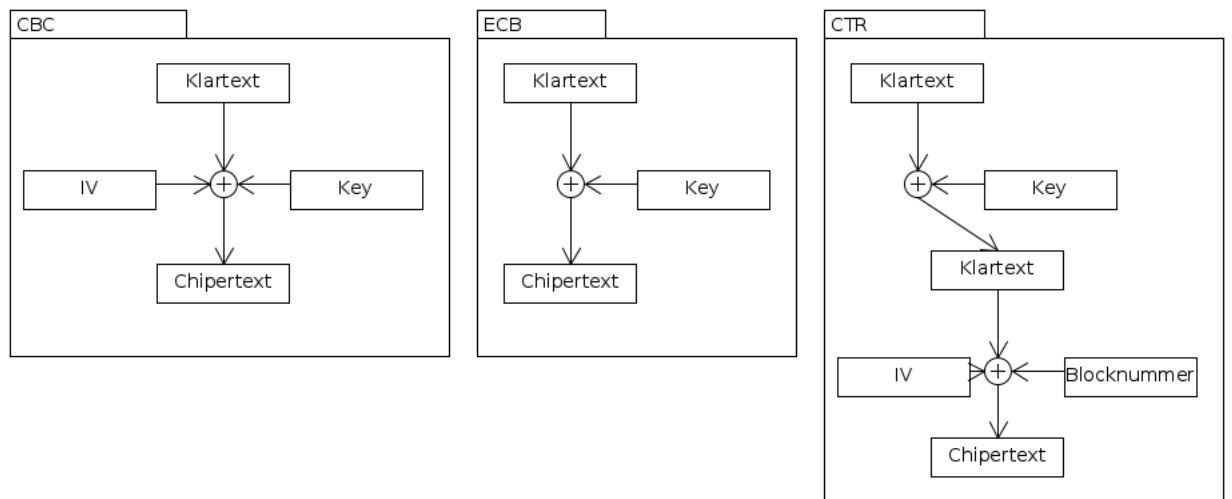 CBC
Klartext
IV
Key
Chipertext
ECB
Klartext
Key
Chipertext
CTR
Klartext
Key
Klartext
IV
Blocknummer
Chipertext